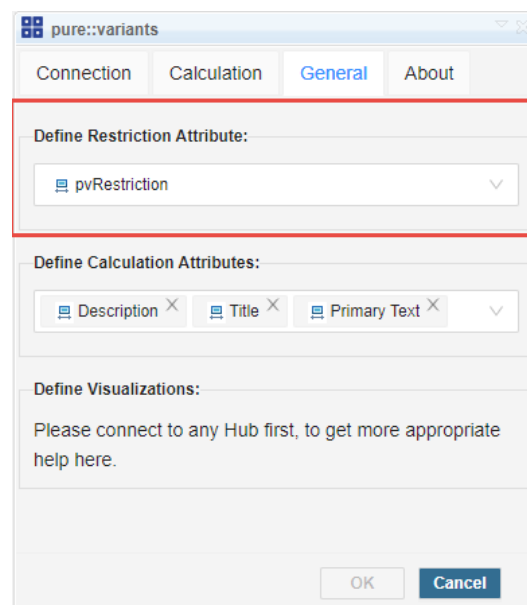 pure::variants
Connection Calculation General About
Define Restriction Attribute:
pvRestriction
Define Calculation Attributes:
Description Title Primary Text
Define Visualizations:
Please connect to any Hub first, to get more appropriate
help here.
OK Cancel